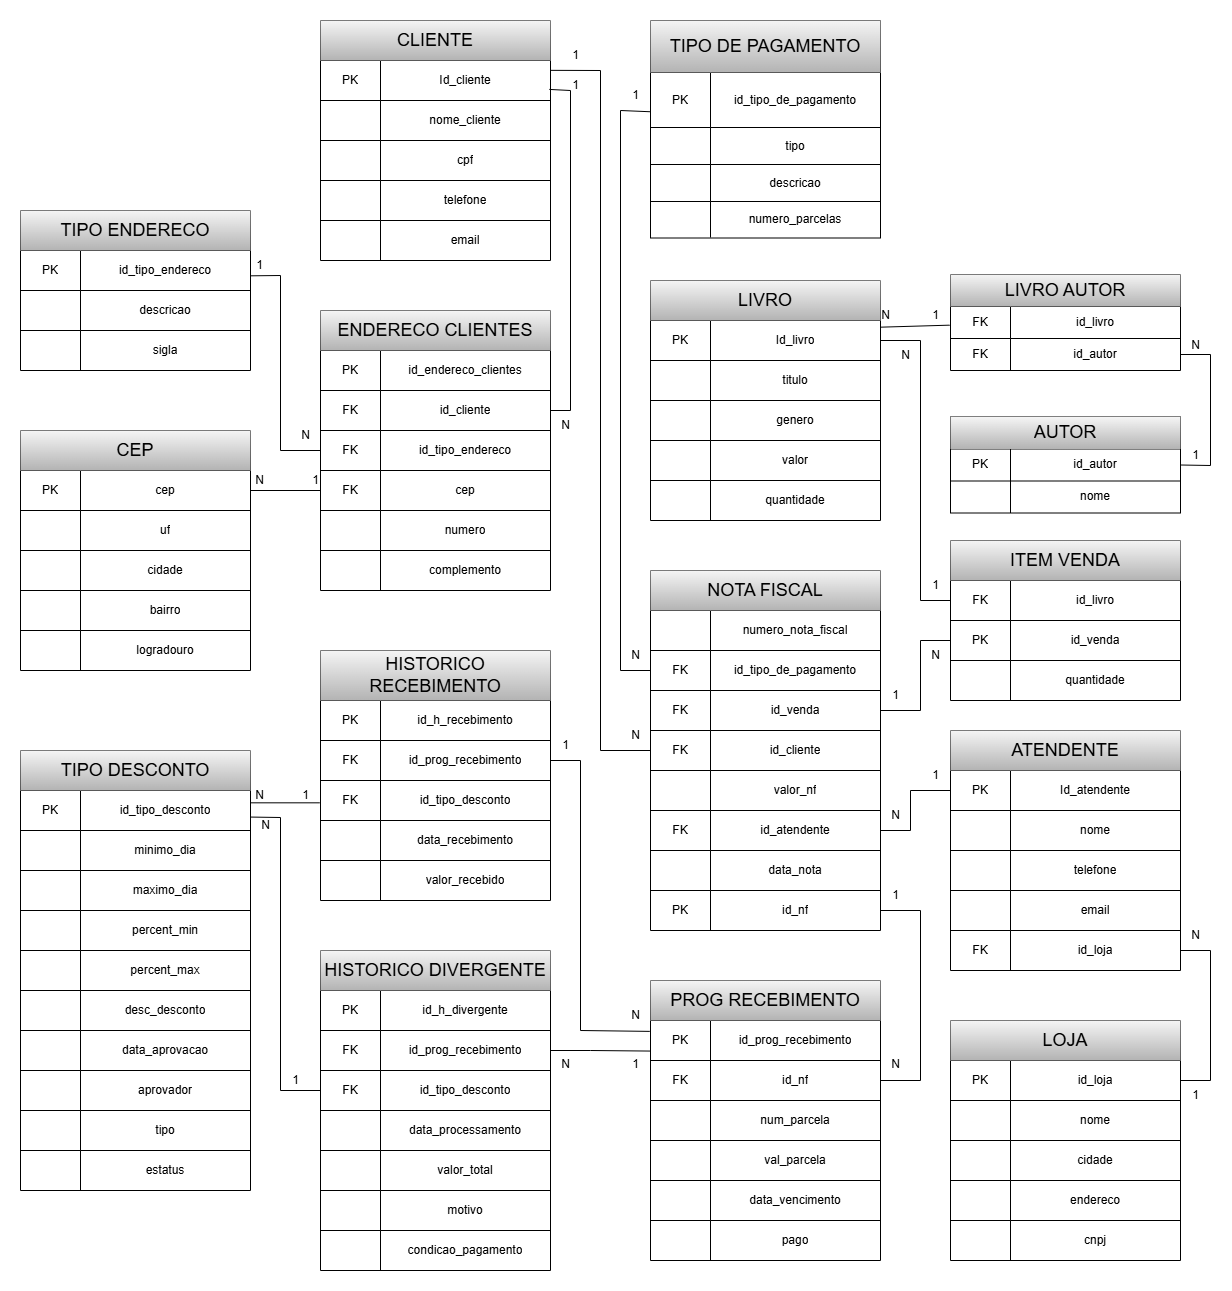 CLIENTE
PK Id_cliente
nome_cliente
cpf
telefone
email
1
1
TIPO DE PAGAMENTO
PK id_tipo_de_pagamento
tipo
descricao
numero_parcelas
1
TIPO ENDERECO
PK id_tipo_endereco
descricao
sigla
1
ENDERECO CLIENTES
PK id_endereco_clientes
FK id_cliente
FK id_tipo_endereco
FK cep
numero
complemento
N
N
1
LIVRO
PK Id_livro
titulo
genero
valor
quantidade
N
N
LIVRO AUTOR
FK id_livro
FK id_autor
1
N
AUTOR
PK id_autor
nome
1
CEP
PK cep
uf
cidade
bairro
logradouro
N
ITEM VENDA
FK id_livro
PK id_venda
quantidade
1
N
NOTA FISCAL
numero_nota_fiscal
FK id_tipo_de_pagamento
FK id_venda
FK id_cliente
valor_nf
FK id_atendente
data_nota
PK id_nf
N
1
N
N
1
HISTORICO
RECEBIMENTO
PK id_h_recebimento
FK id_prog_recebimento
FK id_tipo_desconto
data_recebimento
valor_recebido
1
1
ATENDENTE
PK Id_atendente
nome
telefone
email
FK id_loja
1
N
TIPO DESCONTO
PK id_tipo_desconto
minimo_dia
maximo_dia
percent_min
percent_max
desc_desconto
data_aprovacao
aprovador
tipo
estatus
N
N
HISTORICO DIVERGENTE
PK id_h_divergente
FK id_prog_recebimento
FK id_tipo_desconto
data_processamento
valor_total
motivo
condicao_pagamento
1
N
PROG RECEBIMENTO
PK id_prog_recebimento
FK id_nf
num_parcela
val_parcela
data_vencimento
pago
N
1
N
LOJA
PK id_loja
nome
cidade
endereco
cnpj
1